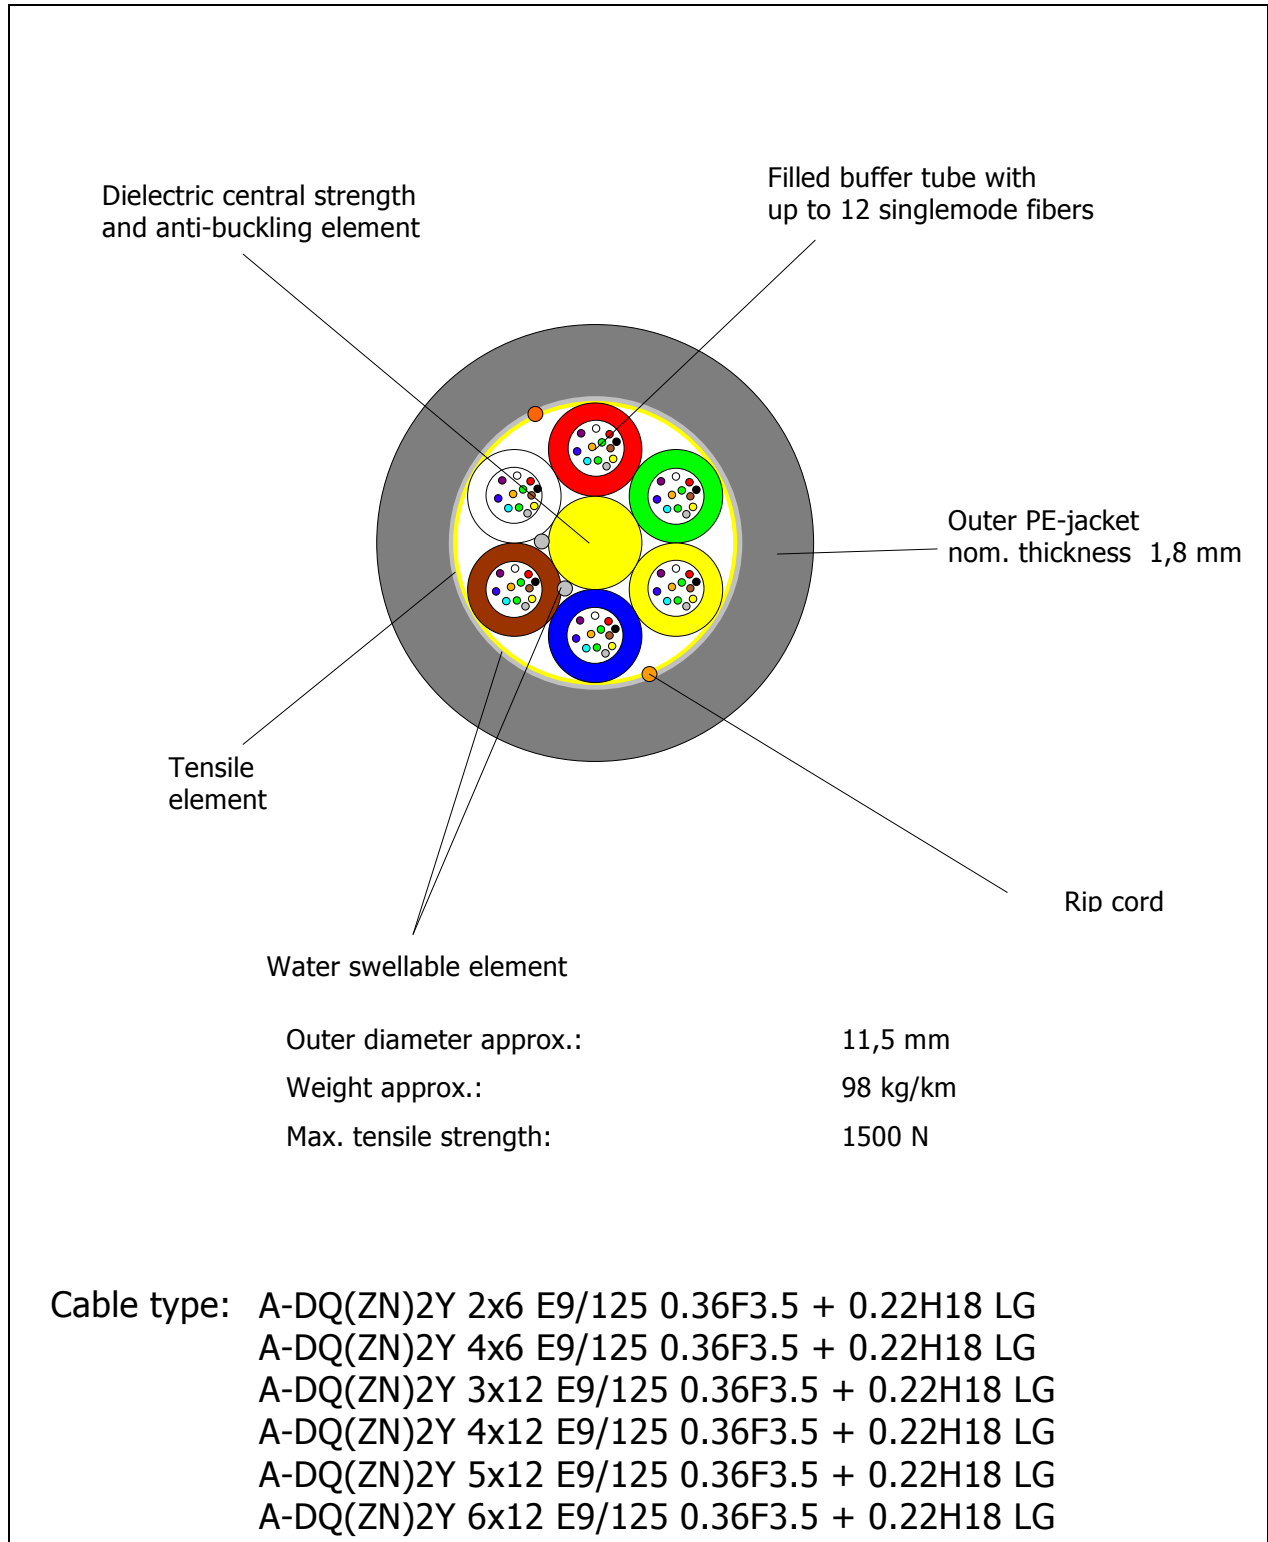 Dielectric central strength
and anti-buckling element
Filled buffer tube with
up to 12 singlemode fibers
Outer PE-jacket
nom. thickness 1,8 mm
Tensile
element
Rip cord
Water swellable element
Outer diameter approx.: 11,5 mm
Weight approx.: 98 kg/km
Max. tensile strength: 1500 N
Cable type: A-DQ(ZN)2Y 2x6 E9/125 0.36F3.5 + 0.22H18 LG
A-DQ(ZN)2Y 4x6 E9/125 0.36F3.5 + 0.22H18 LG
A-DQ(ZN)2Y 3x12 E9/125 0.36F3.5 + 0.22H18 LG
A-DQ(ZN)2Y 4x12 E9/125 0.36F3.5 + 0.22H18 LG
A-DQ(ZN)2Y 5x12 E9/125 0.36F3.5 + 0.22H18 LG
A-DQ(ZN)2Y 6x12 E9/125 0.36F3.5 + 0.22H18 LG